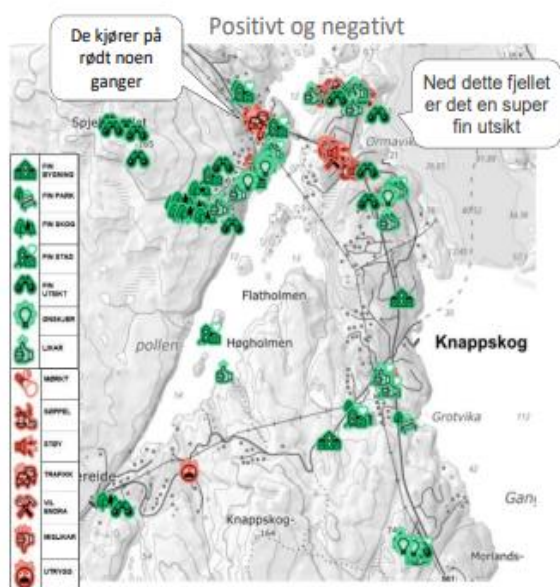 Positivt og negativt
De kjører på
rødt noen
ganger
Ned dette fjellet
er det en super
fin utsikt
FIN
BYGNING
FIN PARK
FIN SKOG
FIN STAD
FIN
UTSIKT
ØNSKJER
LIKAR
MØRKT
SØPPEL
STØY
TRAFIKK
VIL
ENDRA
MISLIKAR
UTRYGG
Ormavik
Flatholmen
pollen
Høgholmen
Knappskog
Grotvika
Knappskog-
164
Morlands-